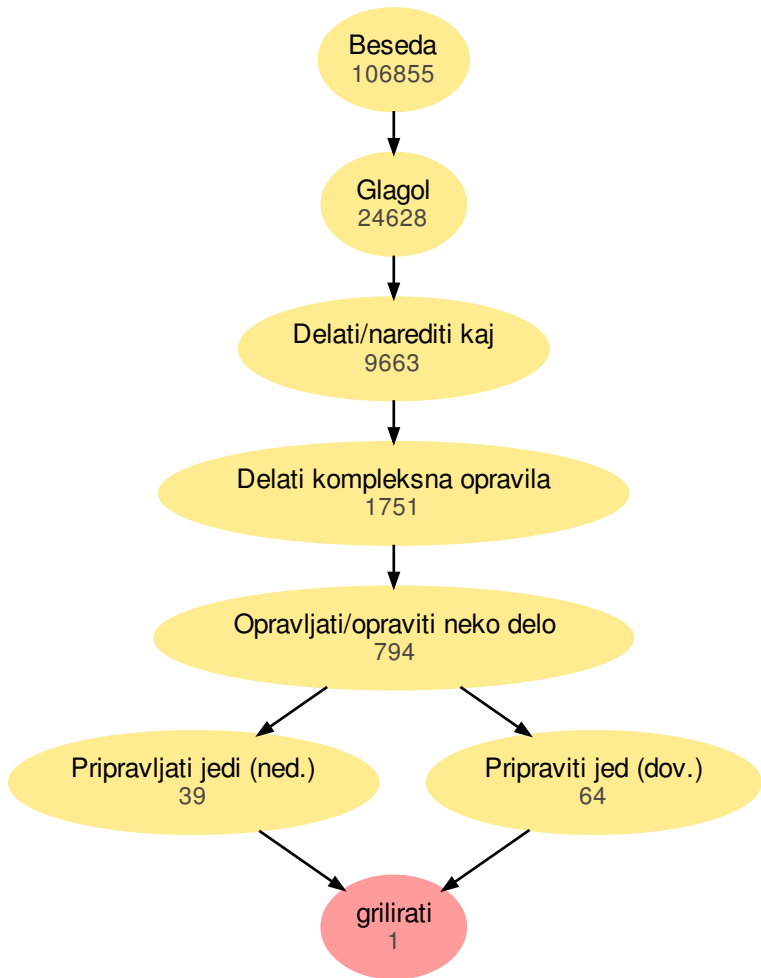 Beseda
106855
Glagol
24628
Delati/narediti kaj
9663
Delati kompleksna opravila
1751
Opravljati/opraviti neko delo
794
Pripravljati jedi (ned.)
39
Pripraviti jed (dov.)
64
grilirati
1